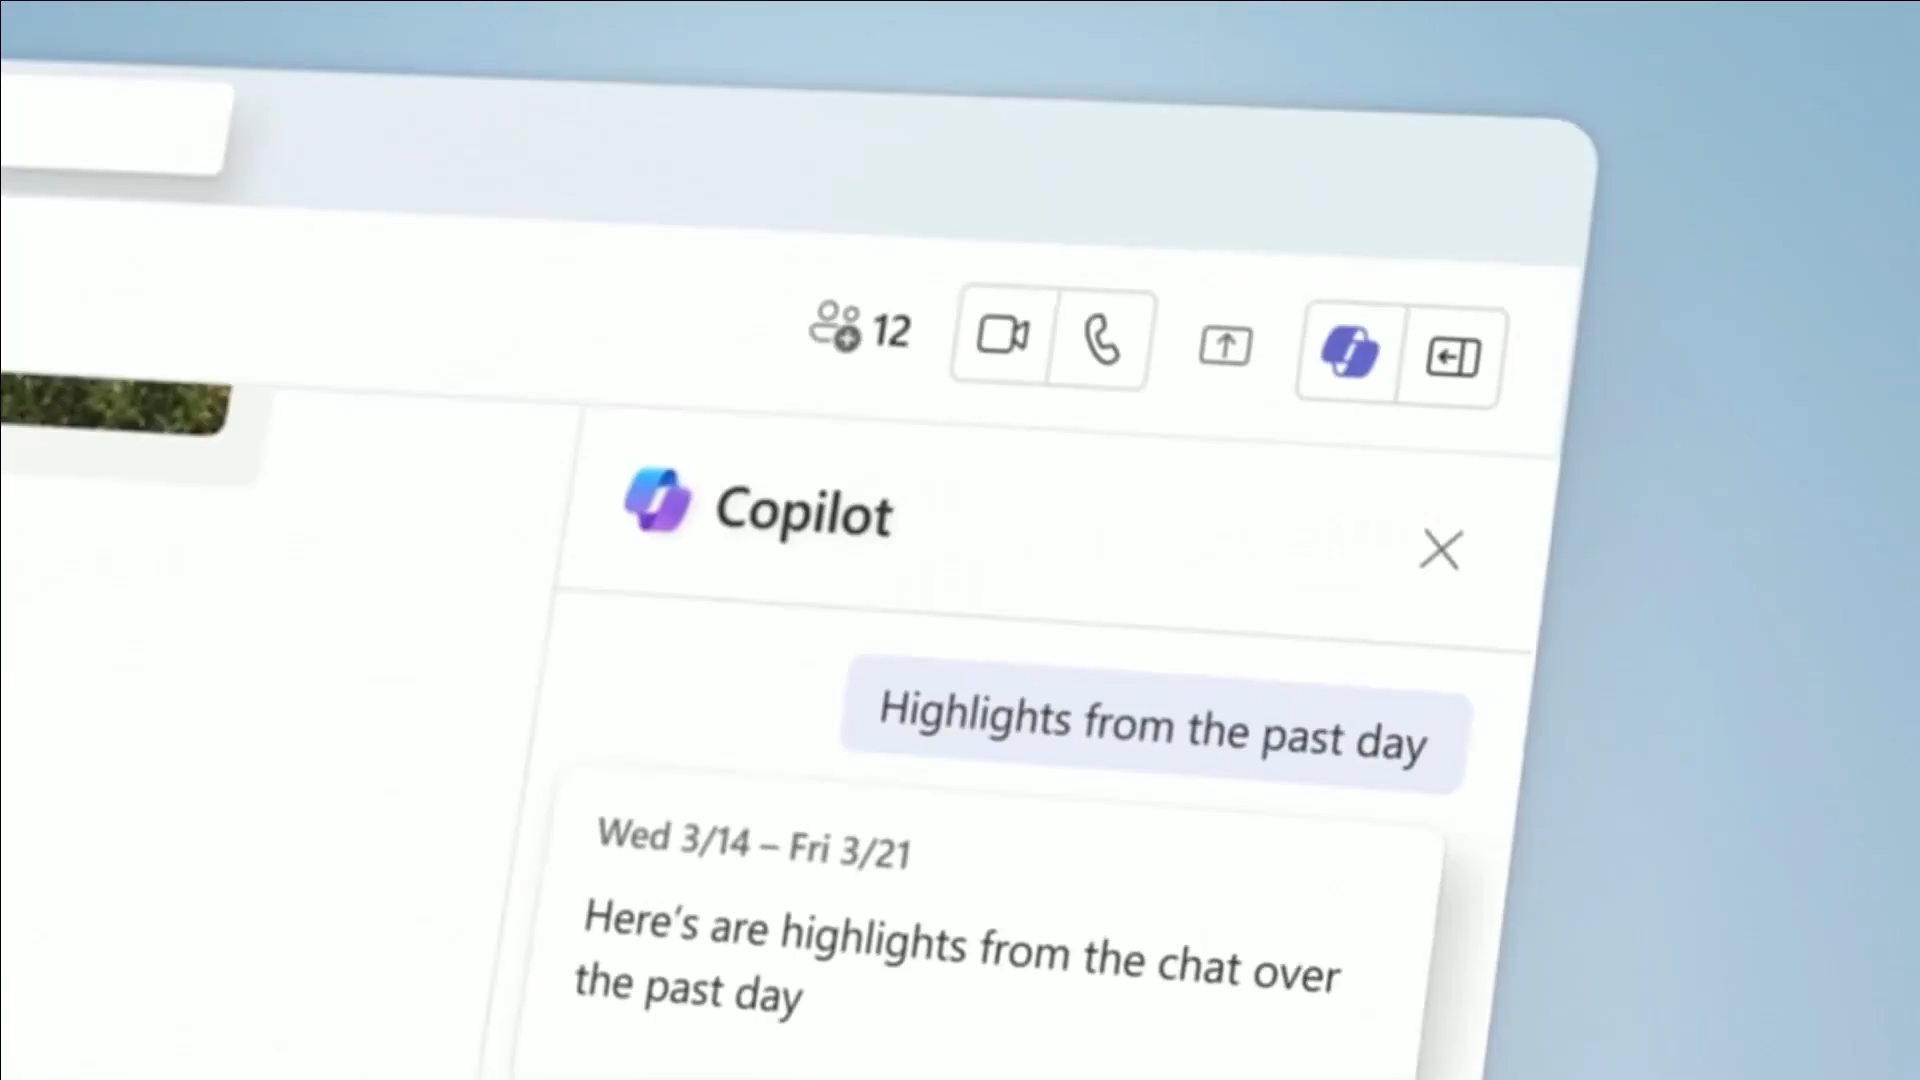 12
Copilot
Highlights from the past day
Wed 3/14 – Fri 3/21
Here's are highlights from the chat over
the past day